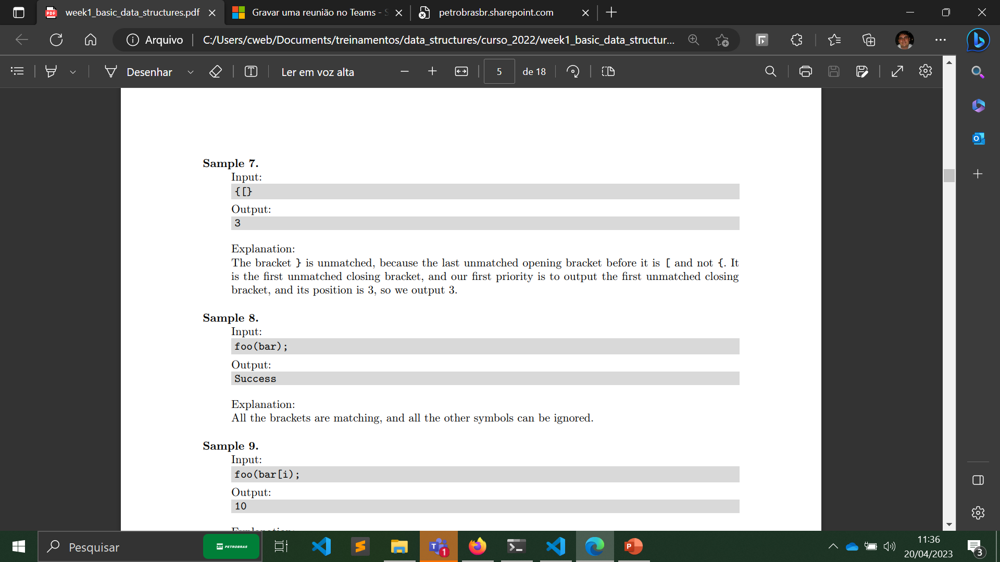 week1_basic_data_structures.pdf
Gravar uma reunião no Teams -
petrobrasbr.sharepoint.com
Arquivo
C:/Users/cweb/Documents/treinamentos/data_structures/curso_2022/week1_basic_data_structur...
Desenhar
Ler em voz alta
5
de 18
Sample 7.
Input:
{[}
Output:
3
Explanation:
The bracket } is unmatched, because the last unmatched opening bracket before it is [ and not {. It
is the first unmatched closing bracket, and our first priority is to output the first unmatched closing
bracket, and its position is 3, so we output 3.
Sample 8.
Input:
foo(bar);
Output:
Success
Explanation:
All the brackets are matching, and all the other symbols can be ignored.
Sample 9.
Input:
foo(bar[i);
Output:
10
Explanation:
Pesquisar
BR PETROBRAS
1
11:36
20/04/2023
3